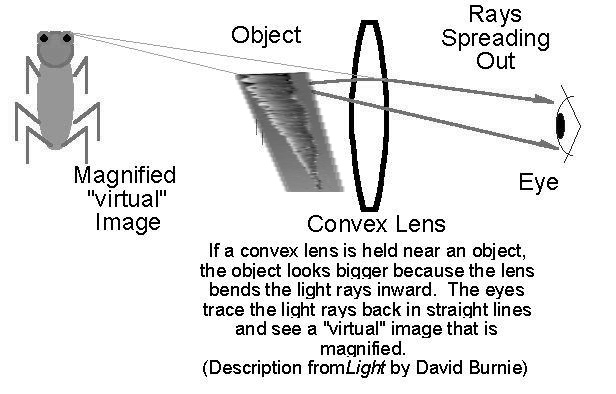 Object
Rays
Spreading
Out
Magnified
"virtual"
Image
Eye
Convex Lens
If a convex lens is held near an object,
the object looks bigger because the lens
bends the light rays inward.  The eyes
trace the light rays back in straight lines
and see a "virtual" image that is
magnified.
(Description from Light by David Burnie)